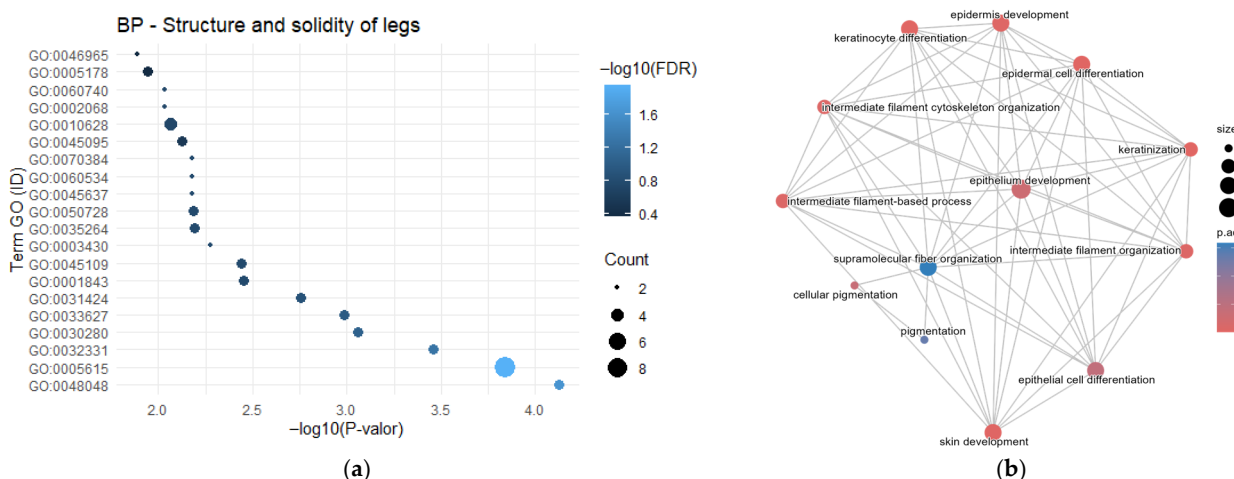 BP - Structure and solidity of legs
Term GO (ID)
GO:0046965
GO:0005178
GO:0060740
GO:0002068
GO:0010628
GO:0045095
GO:0070384
GO:0060534
GO:0045637
GO:0050728
GO:0035264
GO:0003430
GO:0045109
GO:0001843
GO:0031424
GO:0033627
GO:0030280
GO:0032331
GO:0005615
GO:0048048
2.0 2.5 3.0 3.5 4.0
−log10(P-valor)
−log10(FDR)
1.6
1.2
0.8
0.4
Count
2
4
6
8
(a)
epidermis development
keratinocyte differentiation
epidermal cell differentiation
intermediate filament cytoskeleton organization
keratinization
epithelium development
intermediate filament-based process
intermediate filament organization
supramolecular fiber organization
cellular pigmentation
pigmentation
epithelial cell differentiation
skin development
size
p.ad
(b)